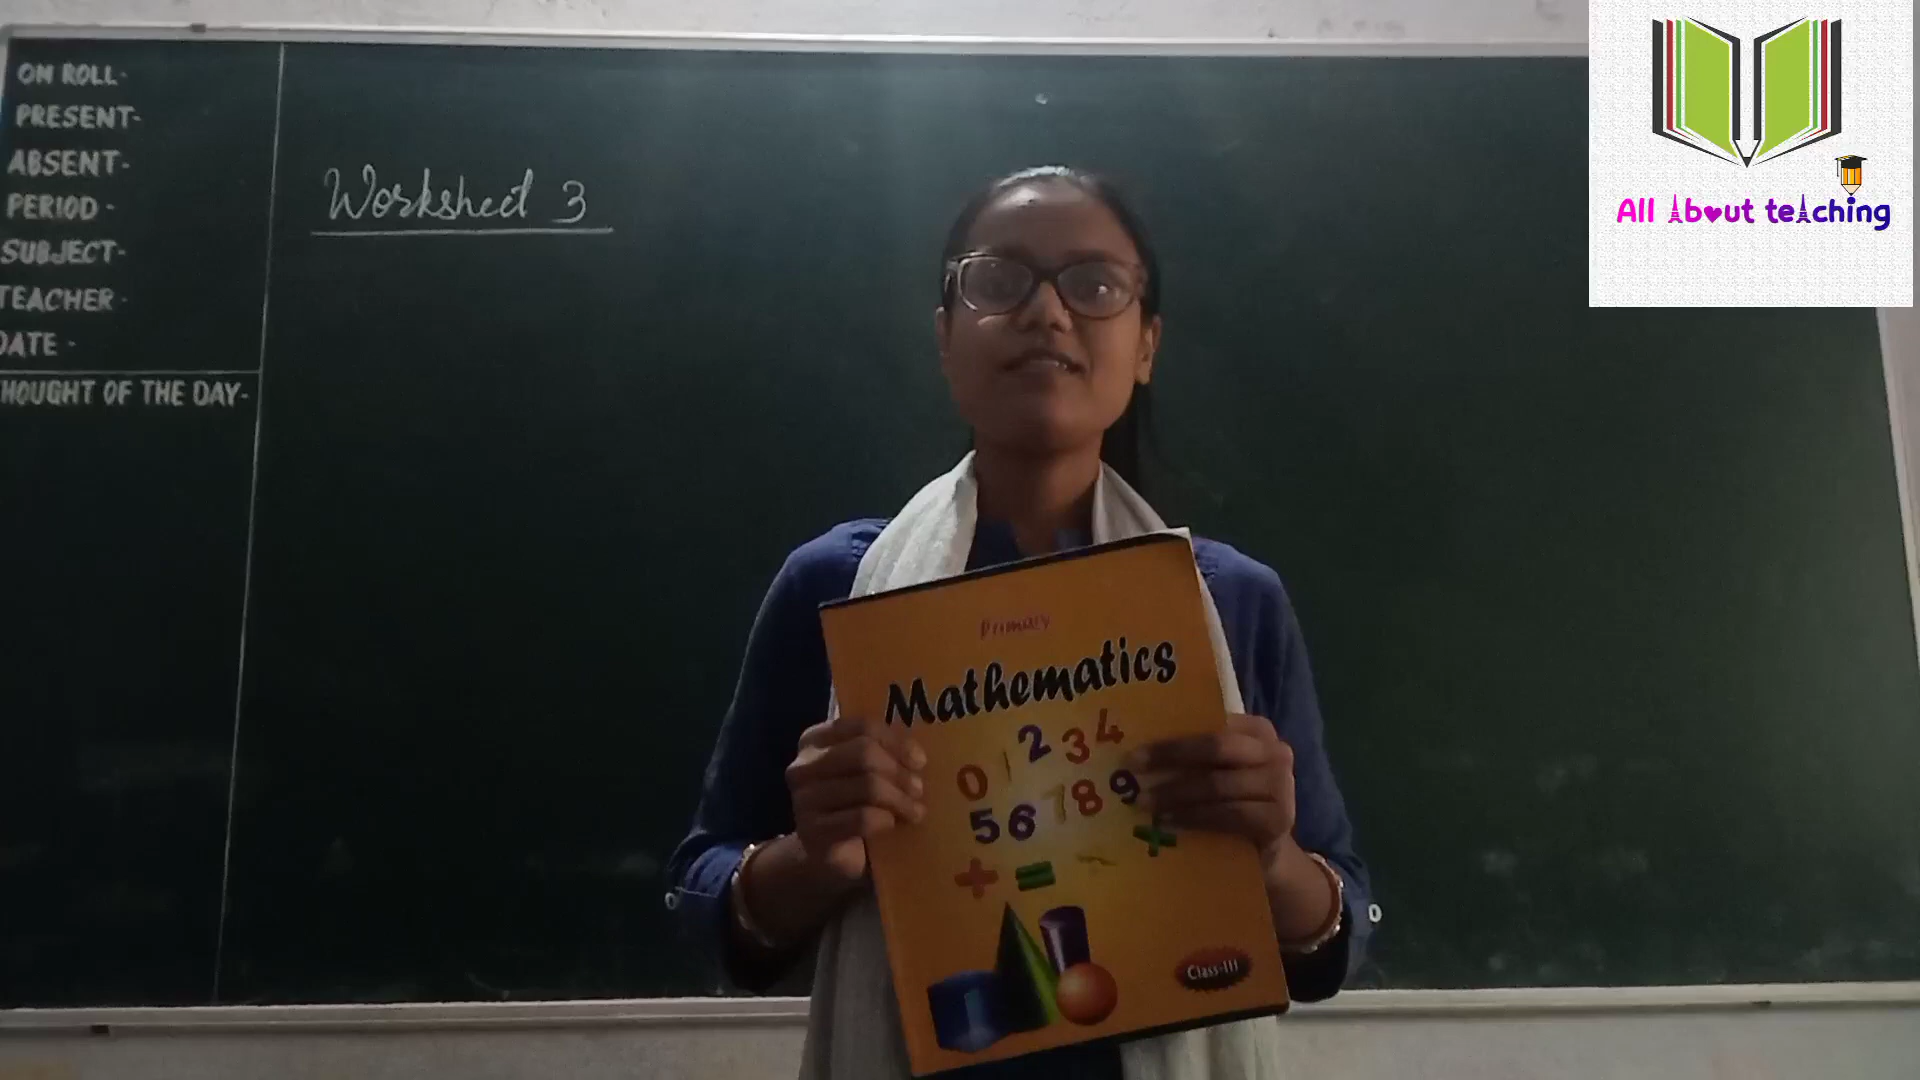 ON ROLL-
PRESENT-
ABSENT-
PERIOD -
SUBJECT-
TEACHER -
DATE -
THOUGHT OF THE DAY-
Worksheet 3
All About teaching
Primary
Mathematics
0 1 2 3 4
5 6 7 8 9
+ = - ×
Class-III